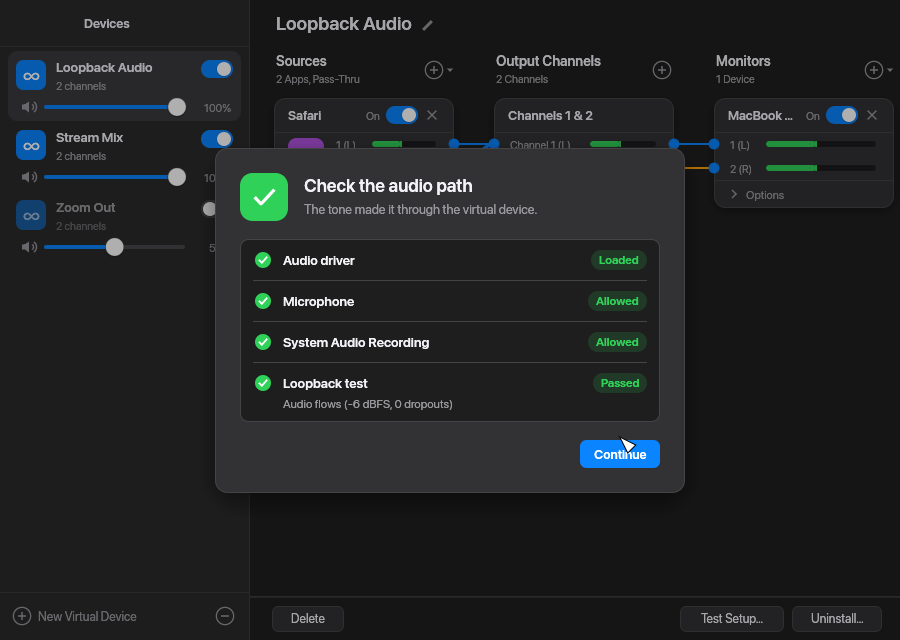 Devices
Loopback Audio
2 channels
100%
Stream Mix
2 channels
10
Zoom Out
2 channels
5
New Virtual Device
Loopback Audio
Sources
2 Apps, Pass-Thru
Output Channels
2 Channels
Monitors
1 Device
Safari
On
1 (L)
Channels 1 & 2
Channel 1 (L)
MacBook ...
On
1 (L)
2 (R)
Options
Check the audio path
The tone made it through the virtual device.
Audio driver
Loaded
Microphone
Allowed
System Audio Recording
Allowed
Loopback test
Passed
Audio flows (-6 dBFS, 0 dropouts)
Continue
Delete
Test Setup...
Uninstall...